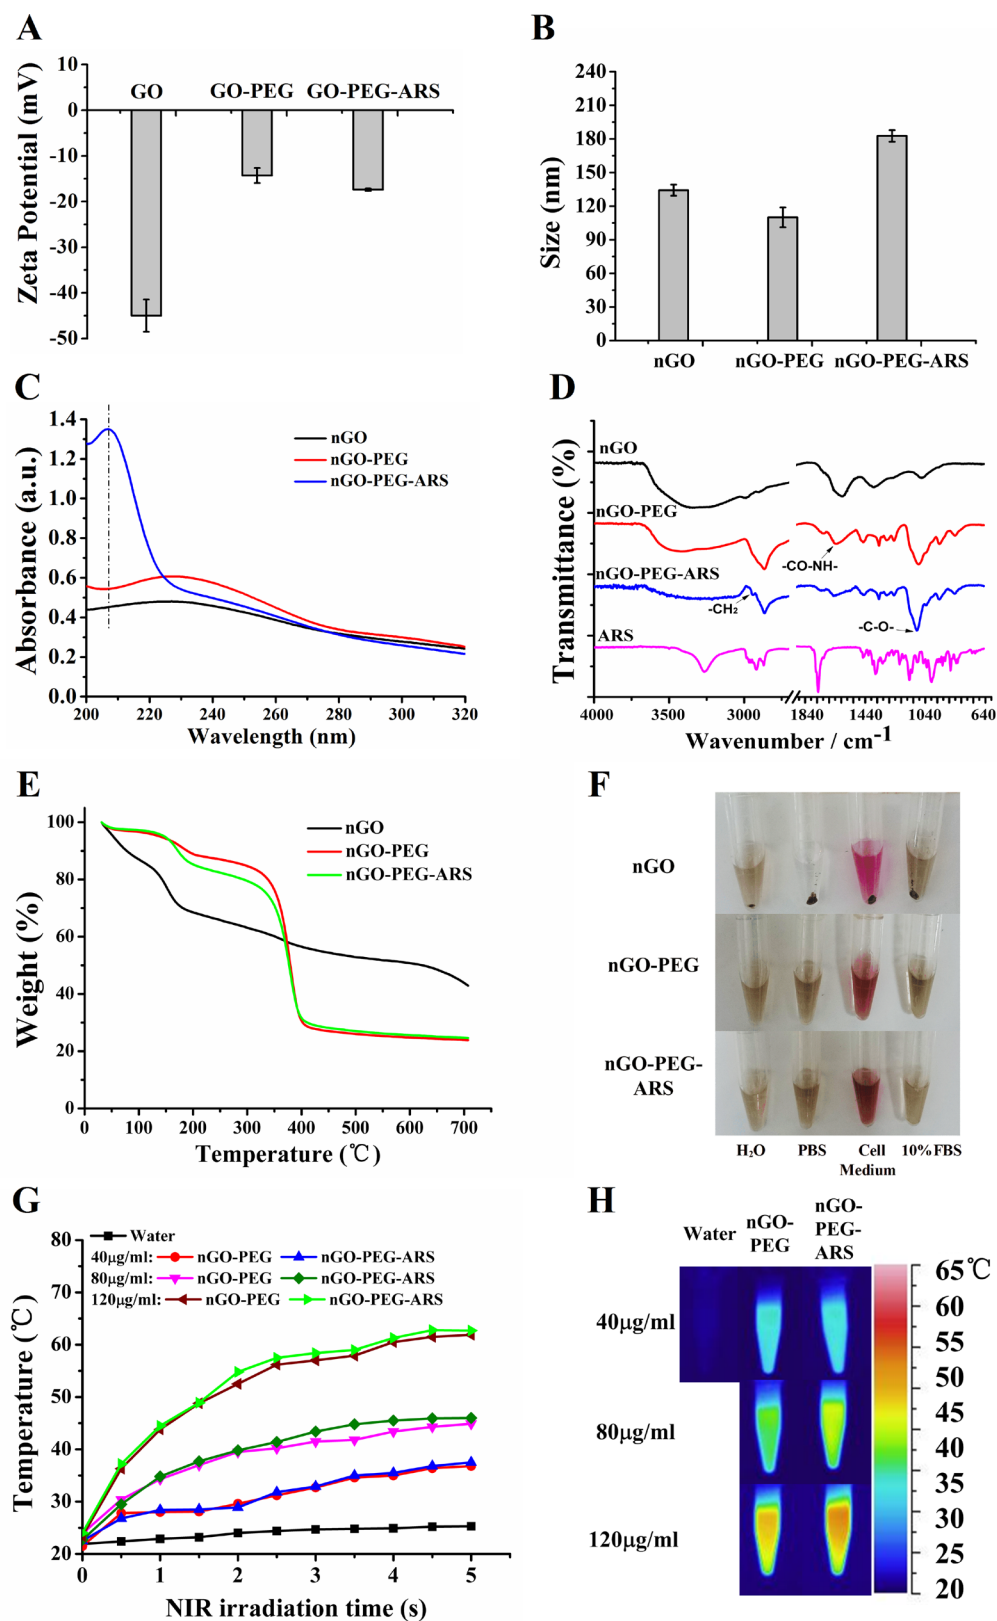 A
Zeta Potential (mV)
10
0
-10
-20
-30
-40
-50
GO GO-PEG GO-PEG-ARS
B
Size (nm)
240
210
180
150
120
90
60
30
0
nGO nGO-PEG nGO-PEG-ARS
C
Absorbance (a.u.)
1.4
1.2
1.0
0.8
0.6
0.4
0.2
0.0
nGO
nGO-PEG
nGO-PEG-ARS
200 220 240 260 280 300 320
Wavelength (nm)
D
Transmittance (%)
nGO
nGO-PEG
-CO-NH-
nGO-PEG-ARS
-CH₂
-C-O-
ARS
4000 3000 1840 1440 1040 640
Wavenumber / cm⁻¹
E
Weight (%)
100
80
60
40
20
0
nGO
nGO-PEG
nGO-PEG-ARS
0 100 200 300 400 500 600 700
Temperature (℃)
F
nGO
nGO-PEG
nGO-PEG-
ARS
H₂O PBS Cell 10%FBS
Medium
G
Temperature (℃)
80
70
60
50
40
30
20
Water
40μg/ml: nGO-PEG nGO-PEG-ARS
80μg/ml: nGO-PEG nGO-PEG-ARS
120μg/ml: nGO-PEG nGO-PEG-ARS
0 1 2 3 4 5
NIR irradiation time (s)
H
Water
nGO-
PEG
nGO-
PEG-
ARS
40μg/ml
80μg/ml
120μg/ml
65℃
60
55
50
45
40
35
30
25
20